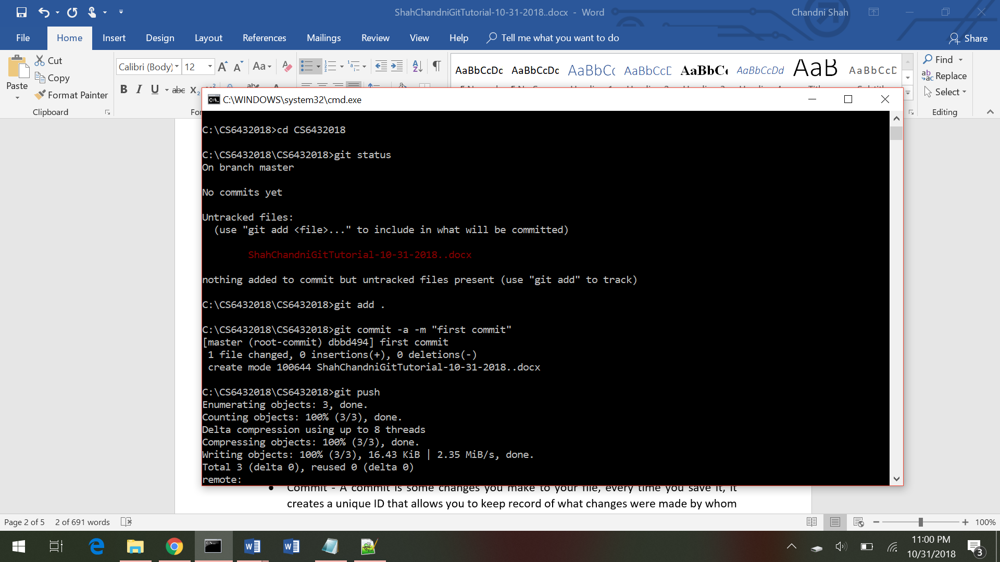 ShahChandniGitTutorial-10-31-2018..docx - Word
Chandni Shah
File Home Insert Design Layout References Mailings Review View Help Tell me what you want to do Share
Cut
Copy
Format Painter
Paste
Clipboard
Calibri (Body) 12
Aa
B I U abc X
AaBbCcDc AaBbCcDc AaBbCc AaBbCcD AaBbCc AaBbCcDd AaB AaBbCcD
Find
Replace
Select
Editing
C:\WINDOWS\system32\cmd.exe
C:\CS6432018>cd CS6432018
C:\CS6432018\CS6432018>git status
On branch master
No commits yet
Untracked files:
(use "git add <file>..." to include in what will be committed)
ShahChandniGitTutorial-10-31-2018..docx
nothing added to commit but untracked files present (use "git add" to track)
C:\CS6432018\CS6432018>git add .
C:\CS6432018\CS6432018>git commit -a -m "first commit"
[master (root-commit) dbbd494] first commit
1 file changed, 0 insertions(+), 0 deletions(-)
create mode 100644 ShahChandniGitTutorial-10-31-2018..docx
C:\CS6432018\CS6432018>git push
Enumerating objects: 3, done.
Counting objects: 100% (3/3), done.
Delta compression using up to 8 threads
Compressing objects: 100% (3/3), done.
Writing objects: 100% (3/3), 16.43 KiB | 2.35 MiB/s, done.
Total 3 (delta 0), reused 0 (delta 0)
remote:
• Commit - A commit is some changes you make to your file, every time you save it, it
creates a unique ID that allows you to keep record of what changes were made by whom
Page 2 of 5 2 of 691 words
100%
11:00 PM
10/31/2018
3